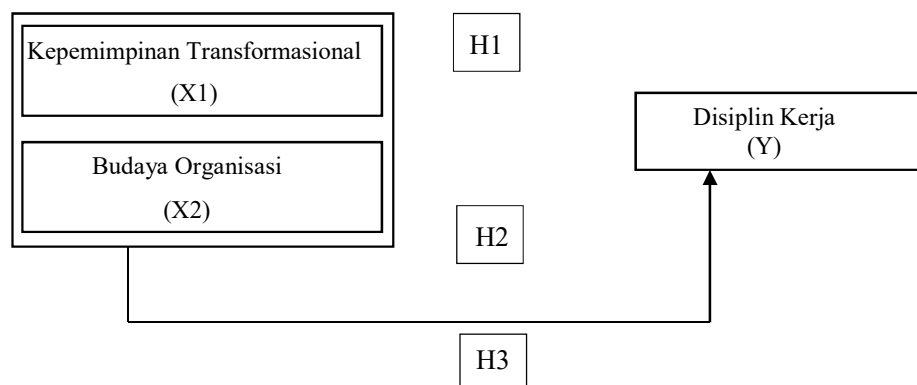 Kepemimpinan Transformasional
(X1)
H1
Disiplin Kerja
(Y)
Budaya Organisasi
(X2)
H2
H3